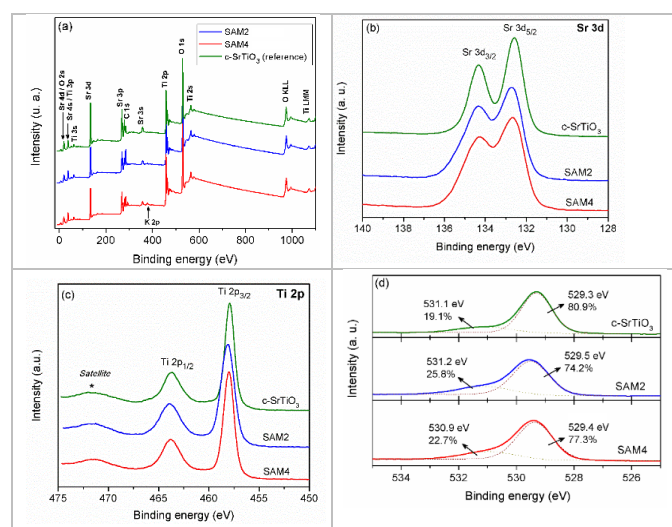 (a)
SAM2
SAM4
c-SrTiO3 (reference)
Sr 4d / O 2s
Sr 4s / Ti 3p
Ti 3s
Sr 3d
Sr 3p
C 1s
Sr 3s
K 2p
Ti 2p
O 1s
Ti 2s
O KLL
Ti LMM
Intensity (u. a.)
0 200 400 600 800 1000
Binding energy (eV)
(b)
Sr 3d
Sr 3d5/2
Sr 3d3/2
c-SrTiO3
SAM2
SAM4
Intensity (a.u.)
140 138 136 134 132 130 128
Binding energy (eV)
(c)
Ti 2p
Ti 2p3/2
Ti 2p1/2
Satellite
*
c-SrTiO3
SAM2
SAM4
Intensity (a.u.)
475 470 465 460 455 450
Binding energy (eV)
(d)
531.1 eV
19.1%
529.3 eV
80.9%
c-SrTiO3
531.2 eV
25.8%
529.5 eV
74.2%
SAM2
530.9 eV
22.7%
529.4 eV
77.3%
SAM4
Intensity (a.u.)
534 532 530 528 526
Binding energy (eV)